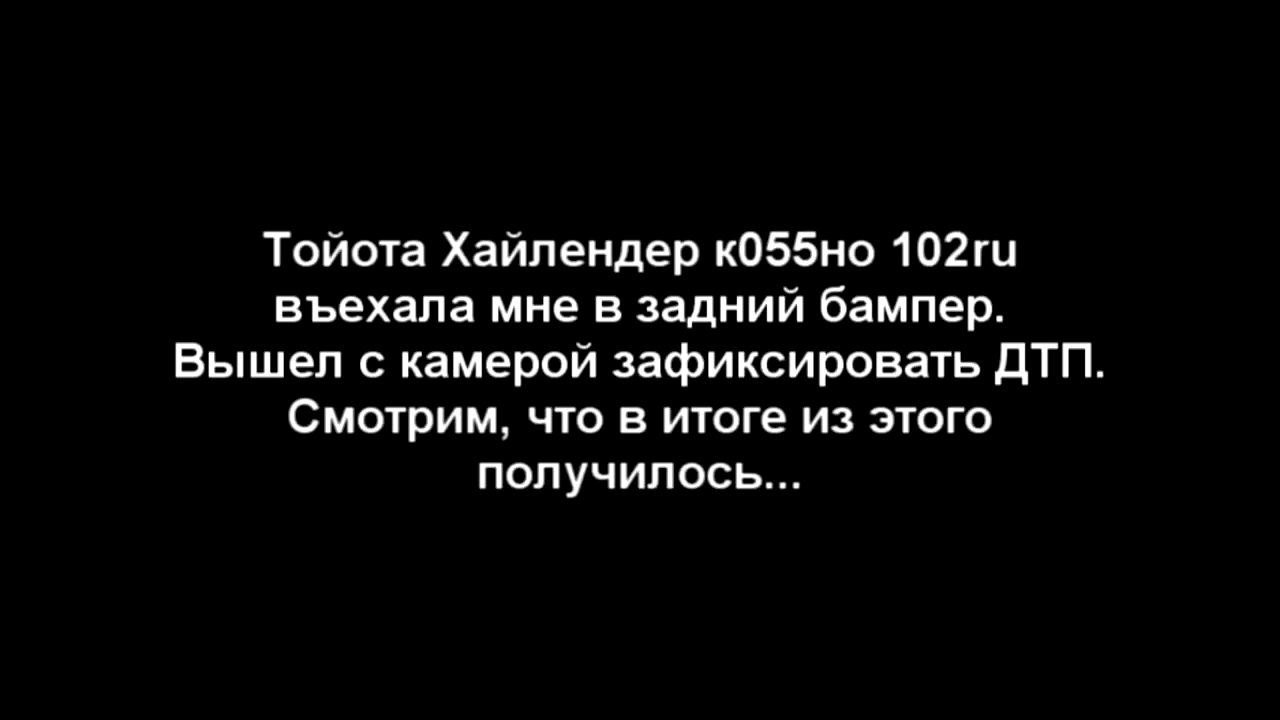 Тойота Хайлендер к055но 102ru
въехала мне в задний бампер.
Вышел с камерой зафиксировать ДТП.
Смотрим, что в итоге из этого
получилось...